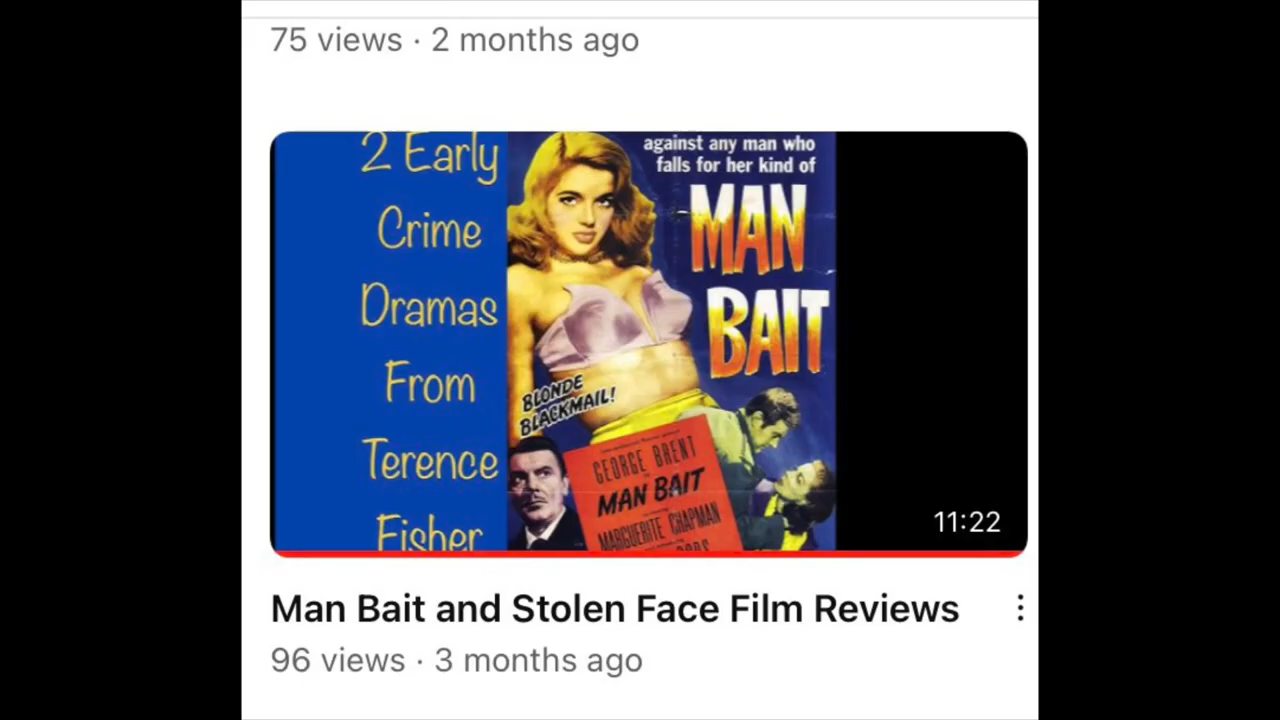 75 views · 2 months ago
2 Early
Crime
Dramas
From
Terence
Fisher
against any man who
falls for her kind of
MAN
BAIT
BLONDE
BLACKMAIL!
GEORGE BRENT
MAN BAIT
MARGUERITE CHAPMAN
11:22
Man Bait and Stolen Face Film Reviews
96 views · 3 months ago